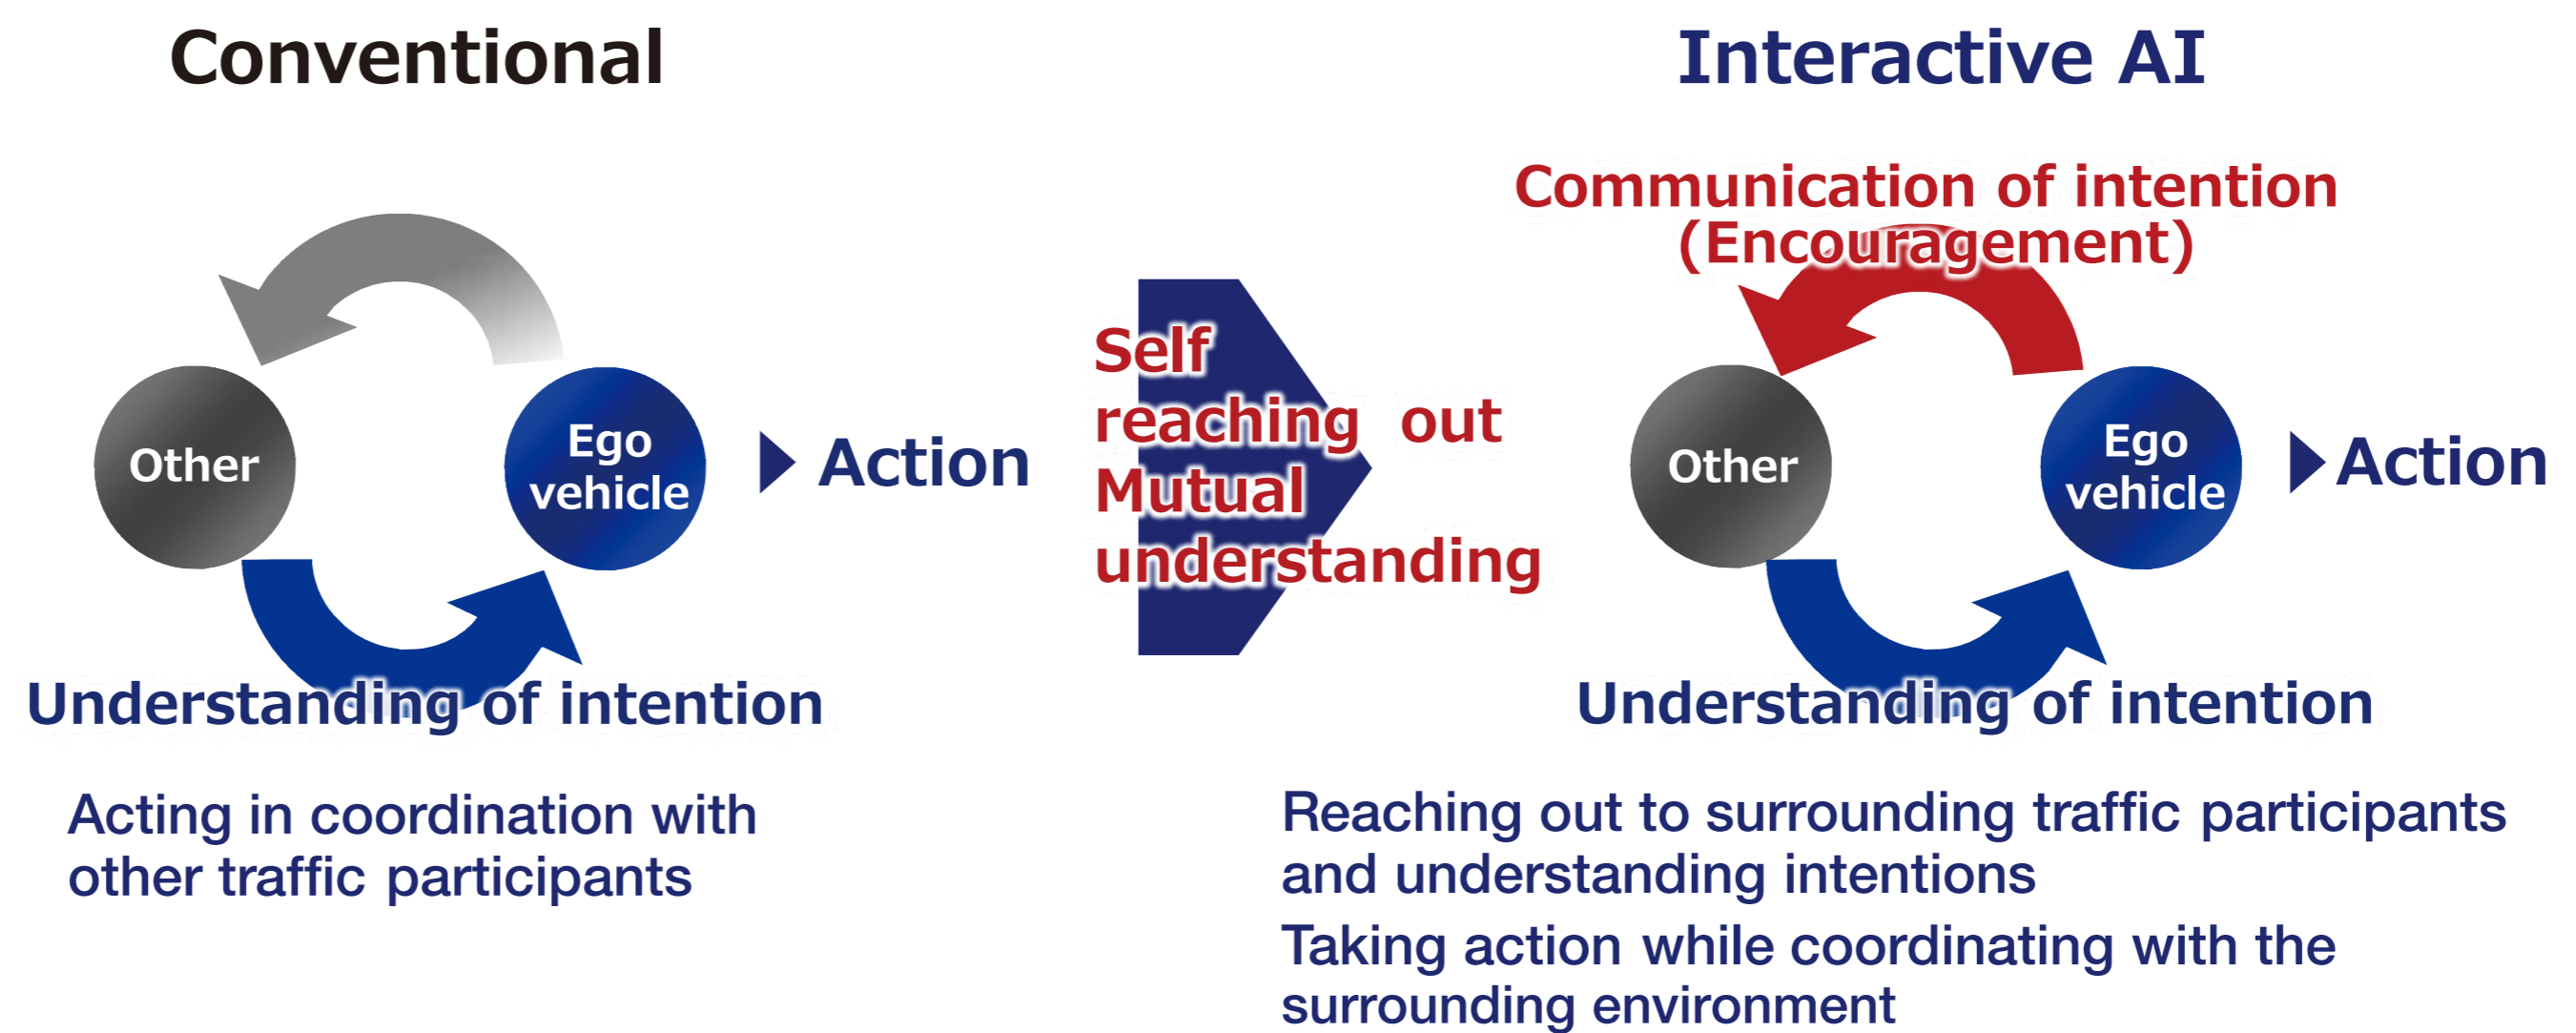 Conventional
Other
Ego
vehicle
Action
Understanding of intention
Acting in coordination with
other traffic participants
Self
reaching out
Mutual
understanding
Interactive AI
Communication of intention
(Encouragement)
Other
Ego
vehicle
Action
Understanding of intention
Reaching out to surrounding traffic participants
and understanding intentions
Taking action while coordinating with the
surrounding environment